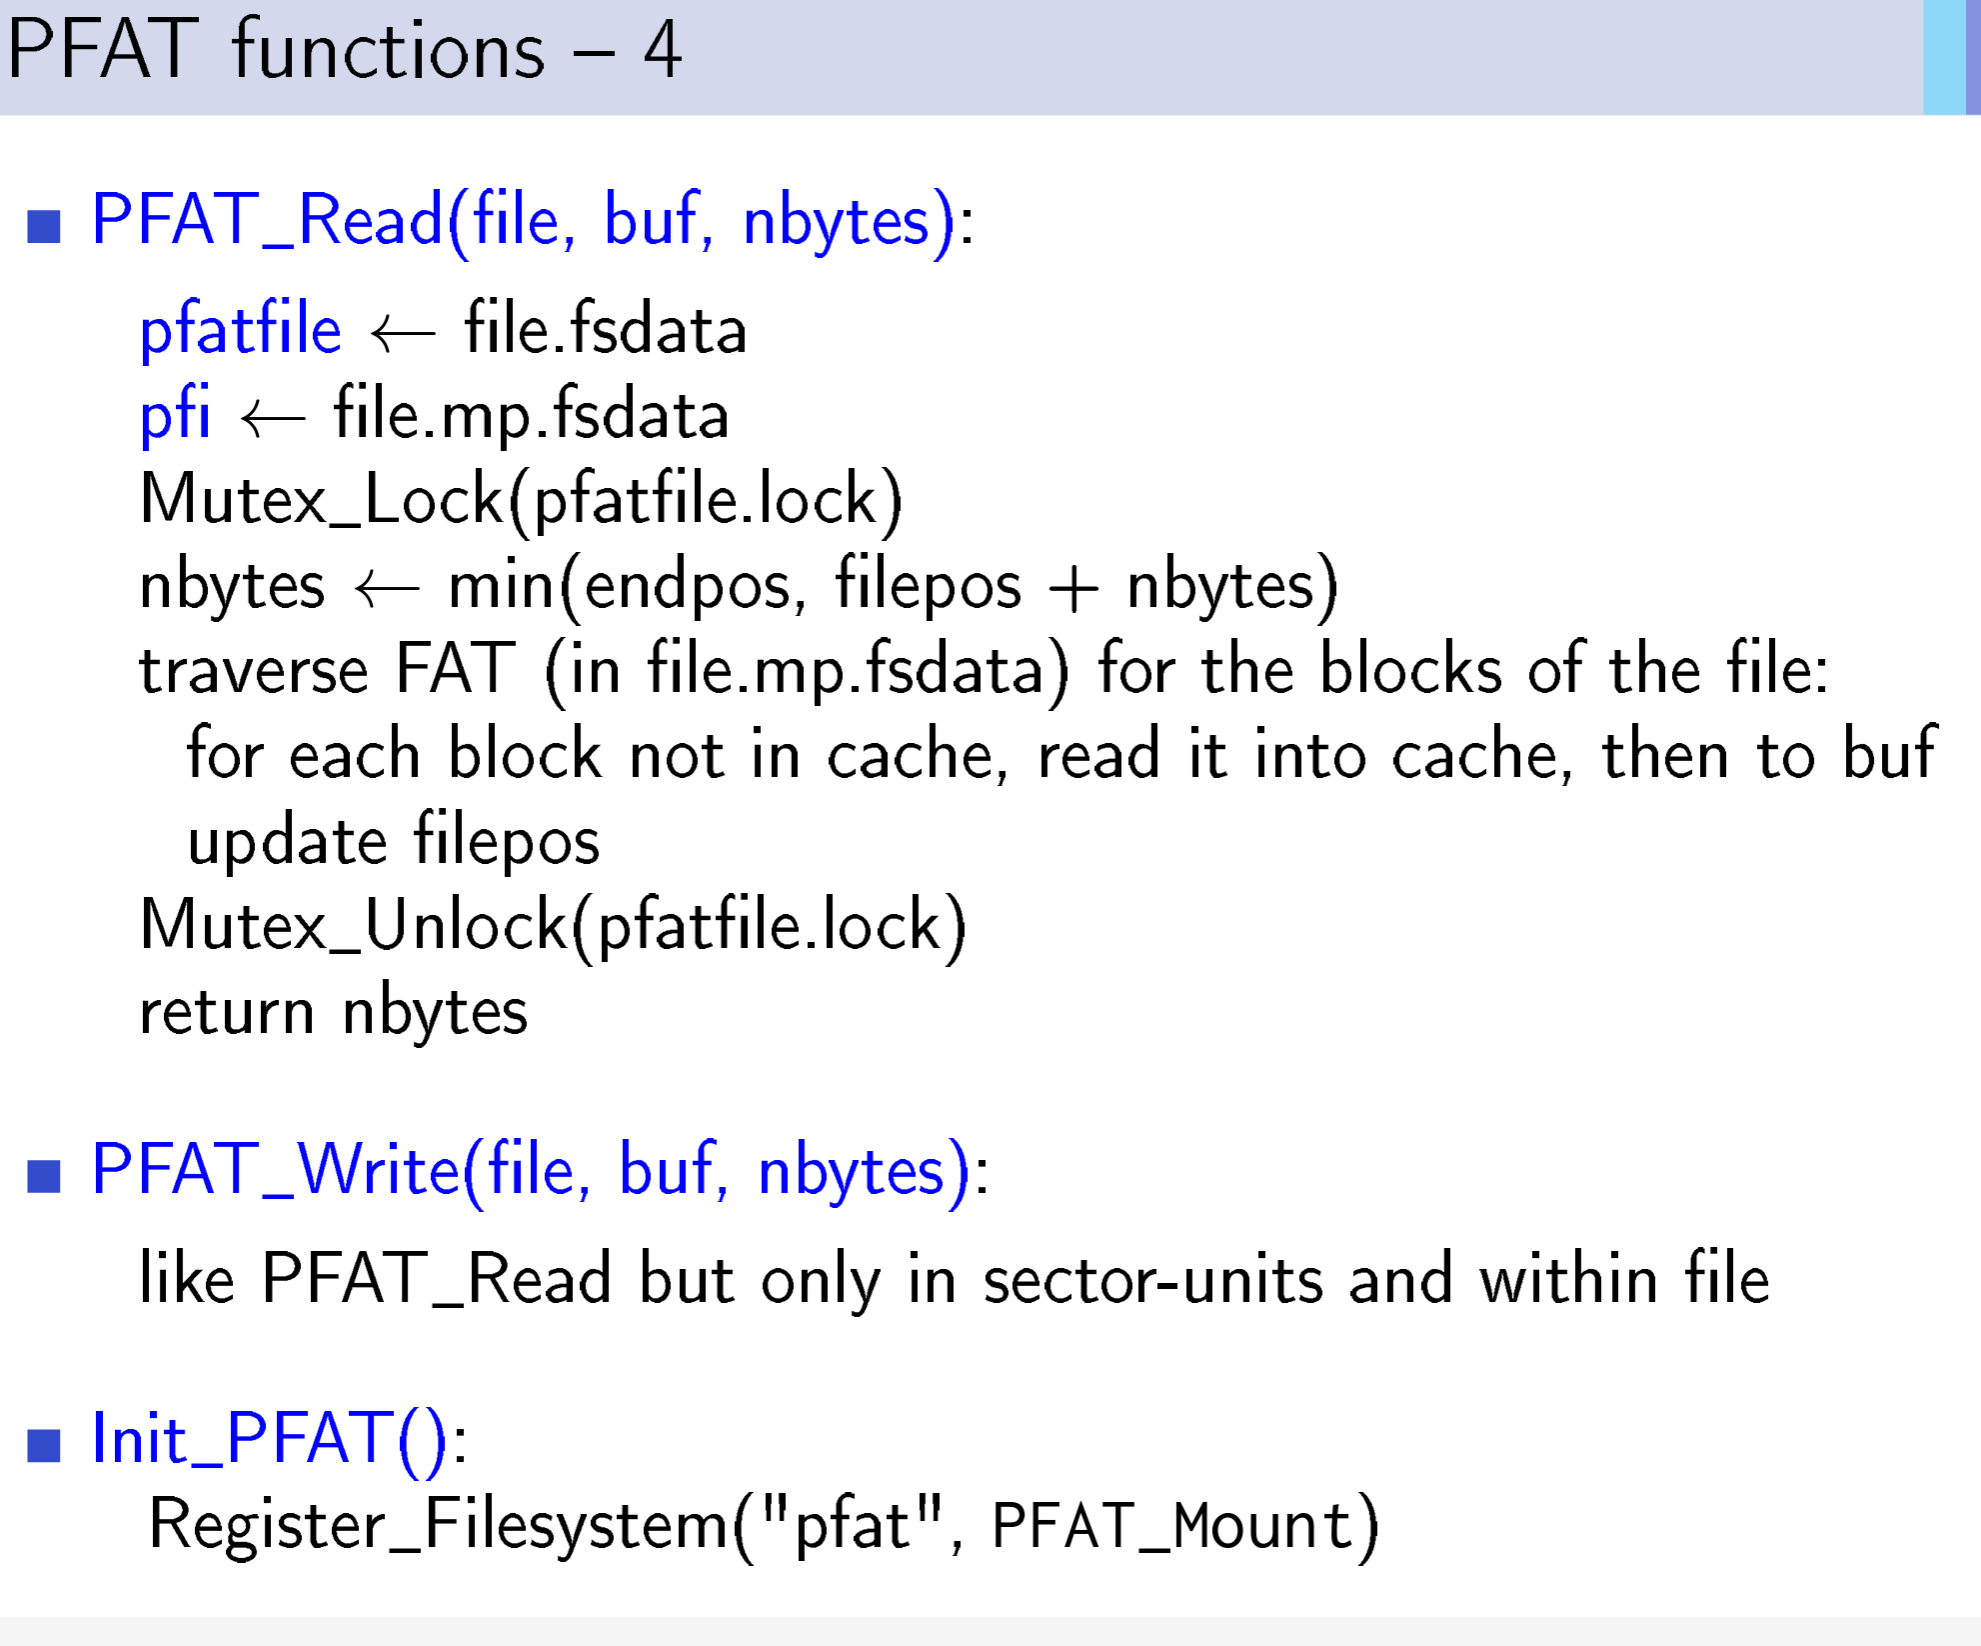 PFAT functions – 4
PFAT_Read(file, buf, nbytes):
pfatfile ← file.fsdata
pfi ← file.mp.fsdata
Mutex_Lock(pfatfile.lock)
nbytes ← min(endpos, filepos + nbytes)
traverse FAT (in file.mp.fsdata) for the blocks of the file:
for each block not in cache, read it into cache, then to buf
update filepos
Mutex_Unlock(pfatfile.lock)
return nbytes
PFAT_Write(file, buf, nbytes):
like PFAT_Read but only in sector-units and within file
Init_PFAT():
Register_Filesystem("pfat", PFAT_Mount)